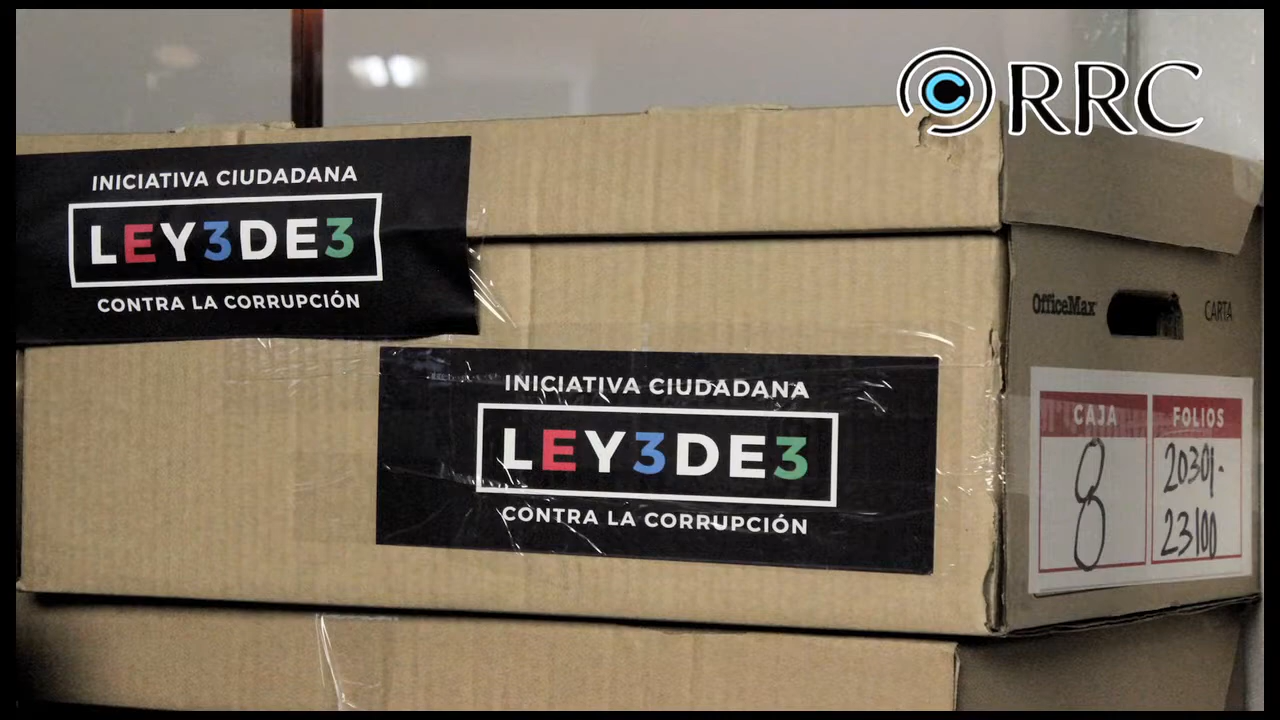 C RRC
INICIATIVA CIUDADANA
LEY3DE3
CONTRA LA CORRUPCIÓN
INICIATIVA CIUDADANA
LEY3DE3
CONTRA LA CORRUPCIÓN
OfficeMax
CARTA
CAJA
8
FOLIOS
20301-
23100